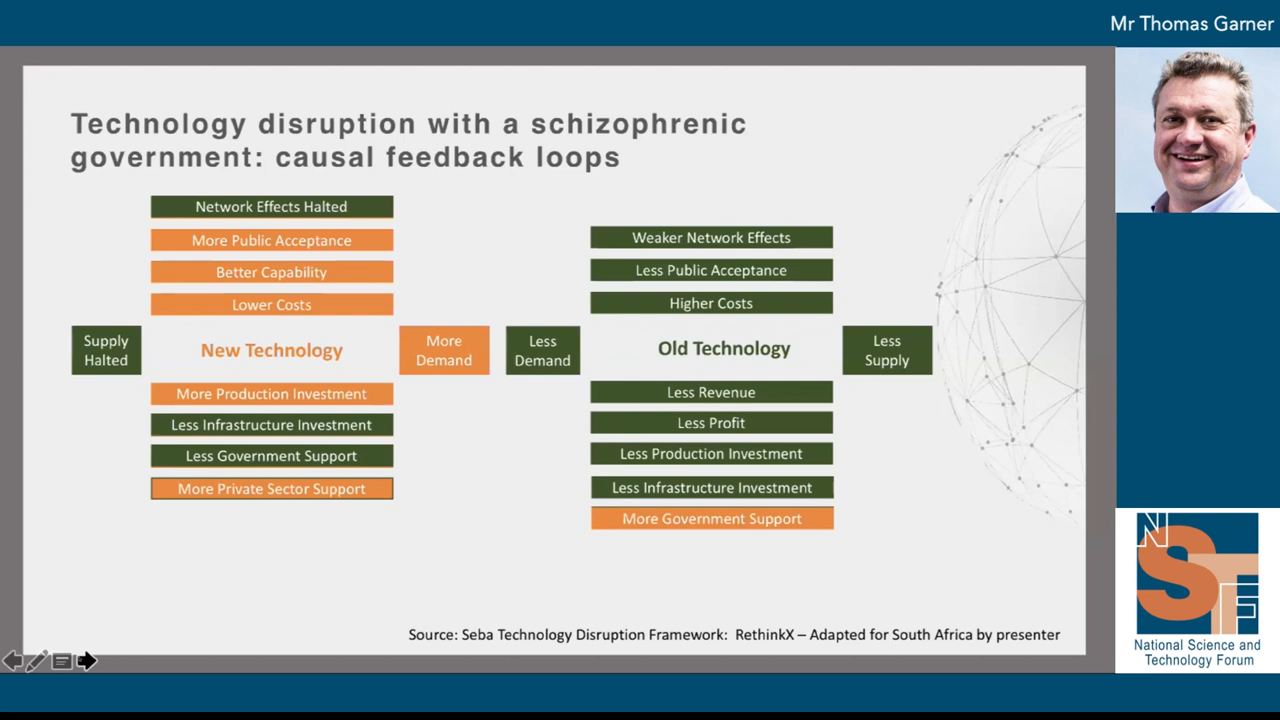 Mr Thomas Garner
Technology disruption with a schizophrenic
government: causal feedback loops
Network Effects Halted
More Public Acceptance
Better Capability
Lower Costs
Supply
Halted
New Technology
More
Demand
More Production Investment
Less Infrastructure Investment
Less Government Support
More Private Sector Support
Weaker Network Effects
Less Public Acceptance
Higher Costs
Less
Demand
Old Technology
Less
Supply
Less Revenue
Less Profit
Less Production Investment
Less Infrastructure Investment
More Government Support
Source: Seba Technology Disruption Framework: RethinkX – Adapted for South Africa by presenter
NSTF
National Science and
Technology Forum